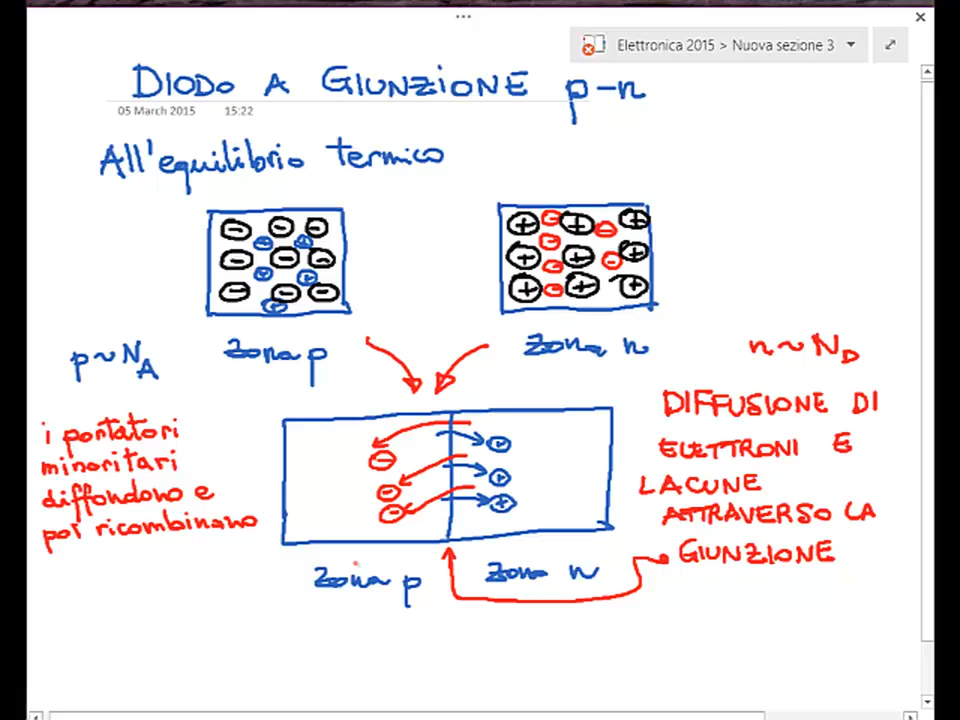 Elettronica 2015 > Nuova sezione 3
DIODO A GIUNZIONE p-n
05 March 2015 15:22
All'equilibrio termico
zona p
zona n
p ~ NA
n ~ ND
i portatori
minoritari
diffondono e
poi ricombinano
DIFFUSIONE DI
ELETTRONI E
LACUNE
ATTRAVERSO LA
GIUNZIONE
zona p
zona n